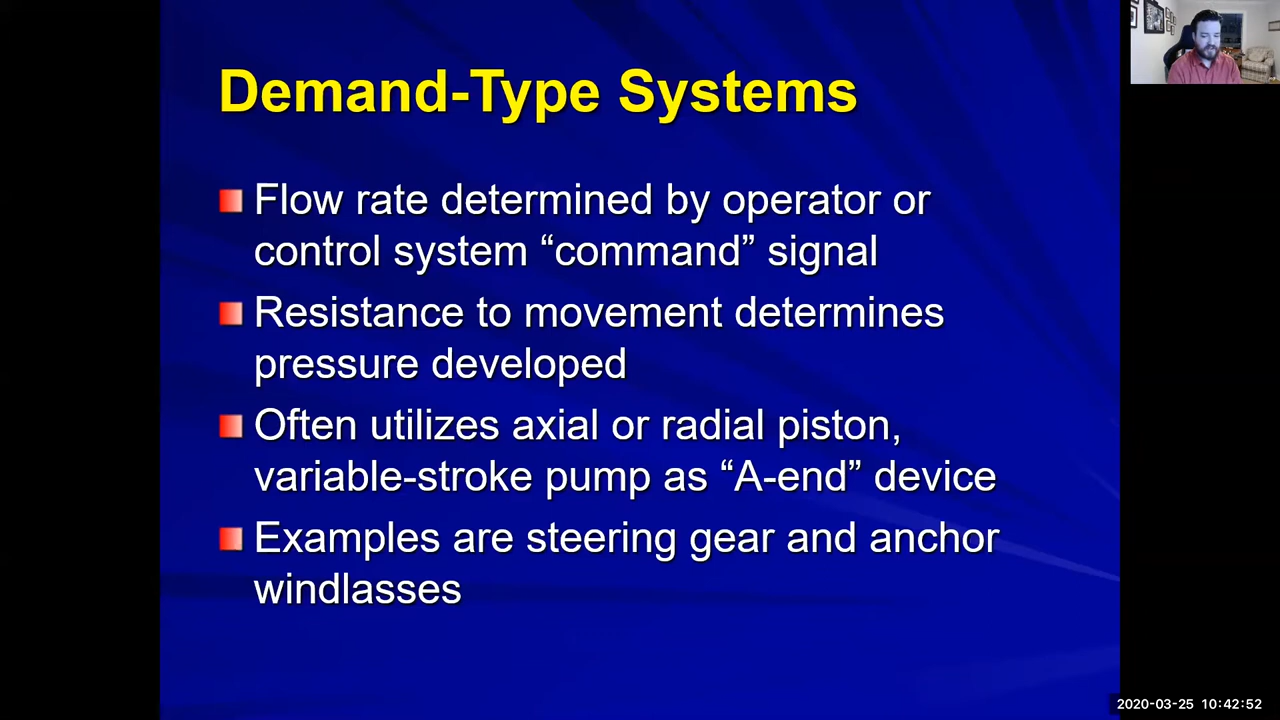 Demand-Type Systems
Flow rate determined by operator or
control system “command” signal
Resistance to movement determines
pressure developed
Often utilizes axial or radial piston,
variable-stroke pump as “A-end” device
Examples are steering gear and anchor
windlasses
2020-03-25 10:42:52